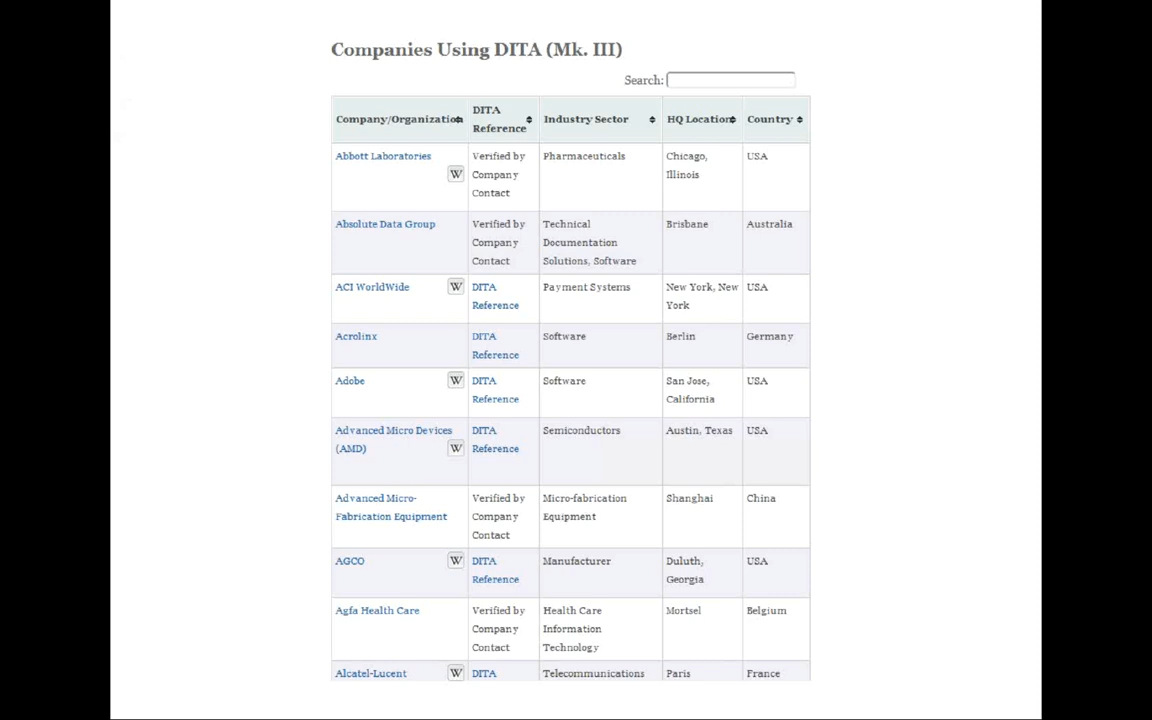 Companies Using DITA (Mk. III)
Search:
Company/Organization DITA Reference Industry Sector HQ Location Country
Abbott Laboratories W Verified by Company Contact Pharmaceuticals Chicago, Illinois USA
Absolute Data Group Verified by Company Contact Technical Documentation Solutions, Software Brisbane Australia
ACI WorldWide W DITA Reference Payment Systems New York, New York USA
Acrolinx DITA Reference Software Berlin Germany
Adobe W DITA Reference Software San Jose, California USA
Advanced Micro Devices (AMD) W DITA Reference Semiconductors Austin, Texas USA
Advanced Micro-Fabrication Equipment Verified by Company Contact Micro-fabrication Equipment Shanghai China
AGCO W DITA Reference Manufacturer Duluth, Georgia USA
Agfa Health Care Verified by Company Contact Health Care Information Technology Mortsel Belgium
Alcatel-Lucent W DITA Telecommunications Paris France